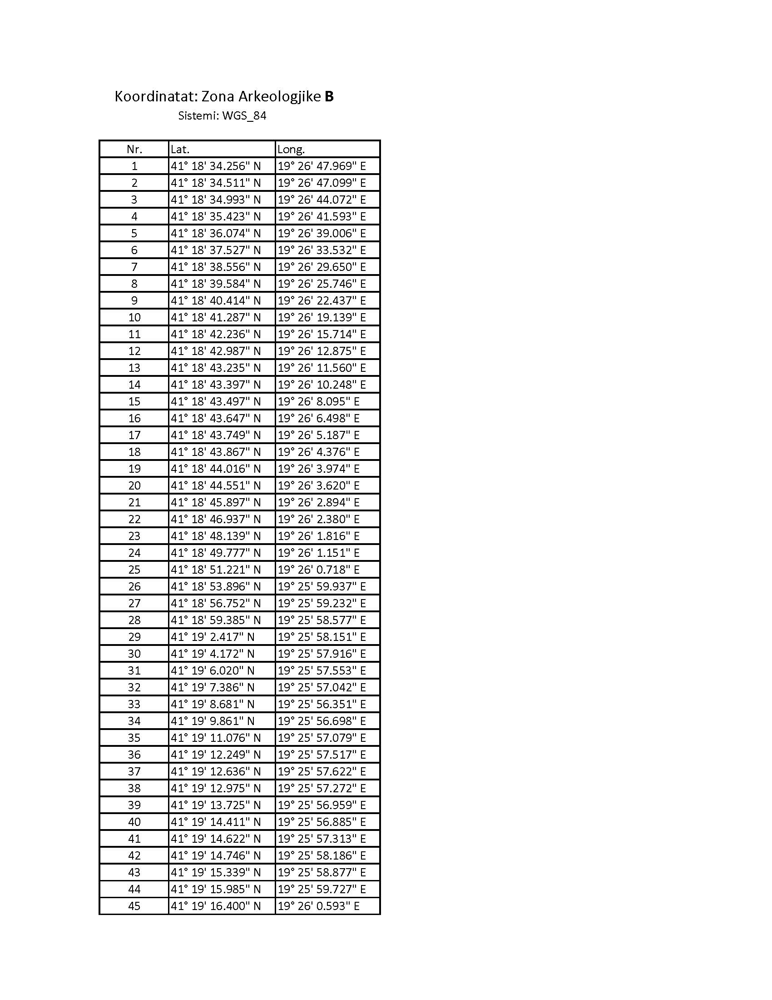 Koordinatat: Zona Arkeologjike B
Sistemi: WGS_84
Nr. Lat. Long.
1 41° 18' 34.256" N 19° 26' 47.969" E
2 41° 18' 34.511" N 19° 26' 47.099" E
3 41° 18' 34.993" N 19° 26' 44.072" E
4 41° 18' 35.423" N 19° 26' 41.593" E
5 41° 18' 36.074" N 19° 26' 39.006" E
6 41° 18' 37.527" N 19° 26' 33.532" E
7 41° 18' 38.556" N 19° 26' 29.650" E
8 41° 18' 39.584" N 19° 26' 25.746" E
9 41° 18' 40.414" N 19° 26' 22.437" E
10 41° 18' 41.287" N 19° 26' 19.139" E
11 41° 18' 42.236" N 19° 26' 15.714" E
12 41° 18' 42.987" N 19° 26' 12.875" E
13 41° 18' 43.235" N 19° 26' 11.560" E
14 41° 18' 43.397" N 19° 26' 10.248" E
15 41° 18' 43.497" N 19° 26' 8.095" E
16 41° 18' 43.647" N 19° 26' 6.498" E
17 41° 18' 43.749" N 19° 26' 5.187" E
18 41° 18' 43.867" N 19° 26' 4.376" E
19 41° 18' 44.016" N 19° 26' 3.974" E
20 41° 18' 44.551" N 19° 26' 3.620" E
21 41° 18' 45.897" N 19° 26' 2.894" E
22 41° 18' 46.937" N 19° 26' 2.380" E
23 41° 18' 48.139" N 19° 26' 1.816" E
24 41° 18' 49.777" N 19° 26' 1.151" E
25 41° 18' 51.221" N 19° 26' 0.718" E
26 41° 18' 53.896" N 19° 25' 59.937" E
27 41° 18' 56.752" N 19° 25' 59.232" E
28 41° 18' 59.385" N 19° 25' 58.577" E
29 41° 19' 2.417" N 19° 25' 58.151" E
30 41° 19' 4.172" N 19° 25' 57.916" E
31 41° 19' 6.020" N 19° 25' 57.553" E
32 41° 19' 7.386" N 19° 25' 57.042" E
33 41° 19' 8.681" N 19° 25' 56.351" E
34 41° 19' 9.861" N 19° 25' 56.698" E
35 41° 19' 11.076" N 19° 25' 57.079" E
36 41° 19' 12.249" N 19° 25' 57.517" E
37 41° 19' 12.636" N 19° 25' 57.622" E
38 41° 19' 12.975" N 19° 25' 57.272" E
39 41° 19' 13.725" N 19° 25' 56.959" E
40 41° 19' 14.411" N 19° 25' 56.885" E
41 41° 19' 14.622" N 19° 25' 57.313" E
42 41° 19' 14.746" N 19° 25' 58.186" E
43 41° 19' 15.339" N 19° 25' 58.877" E
44 41° 19' 15.985" N 19° 25' 59.727" E
45 41° 19' 16.400" N 19° 26' 0.593" E